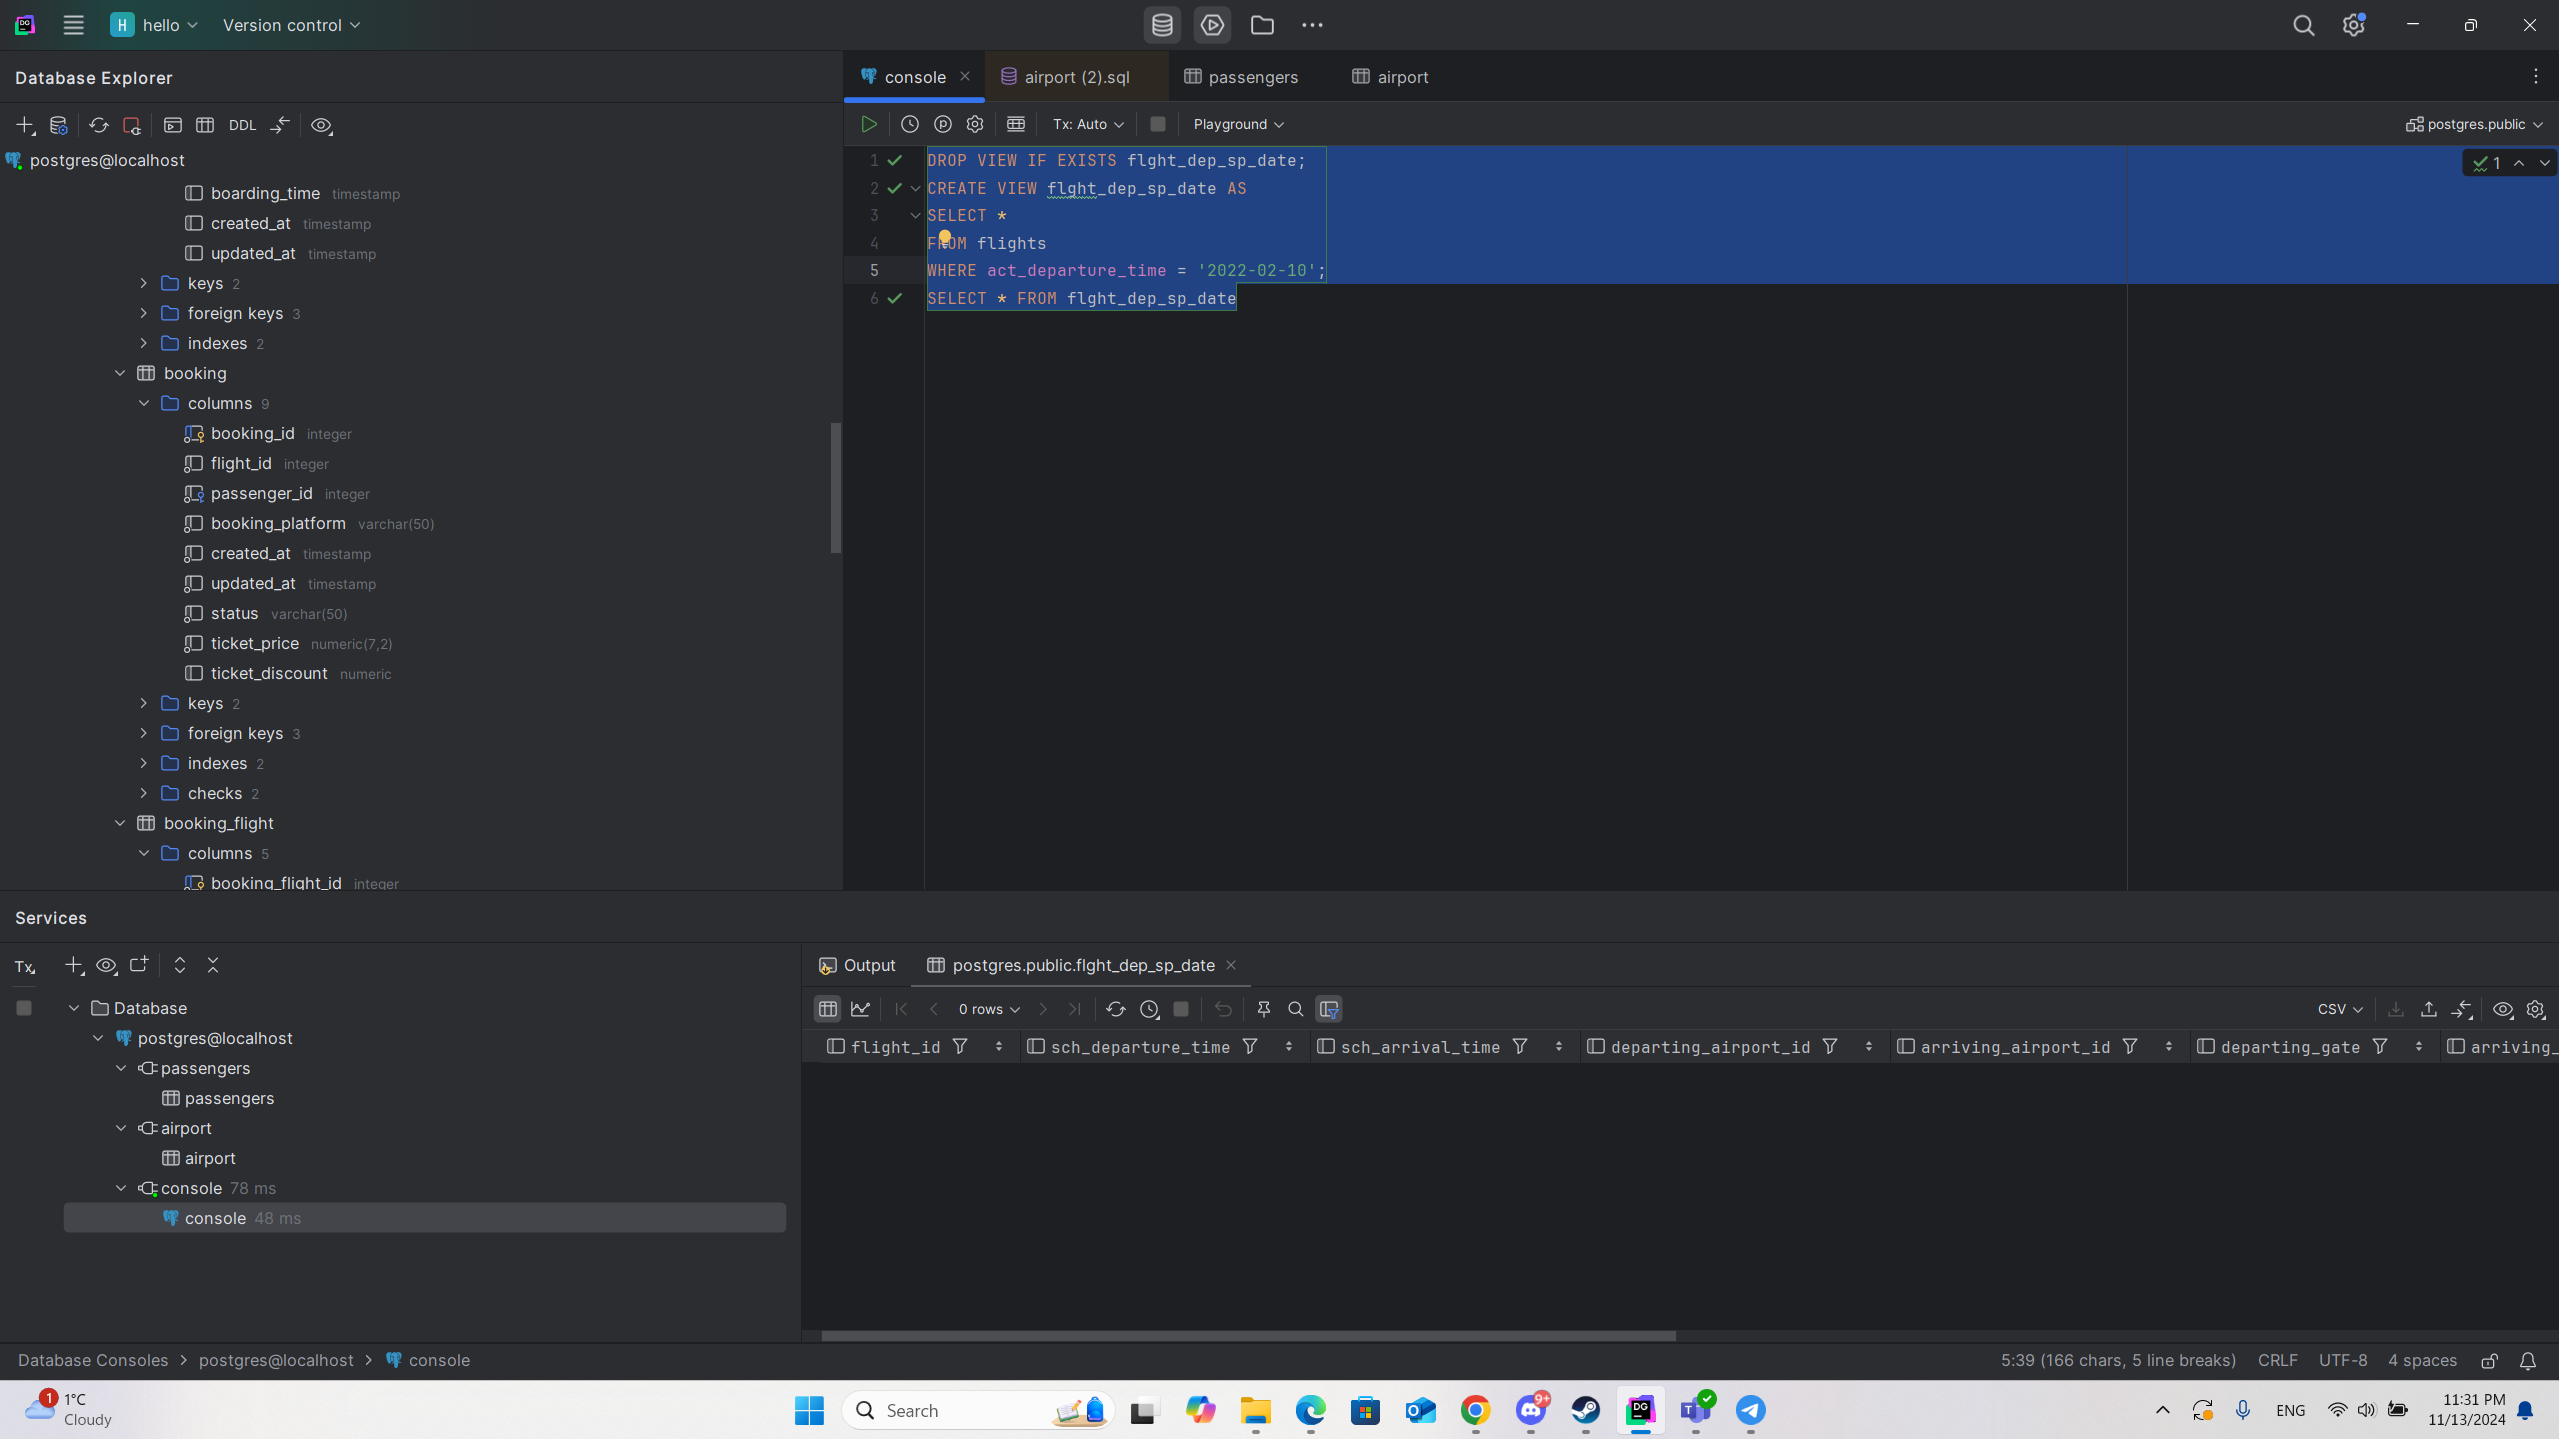 H hello Version control
Database Explorer
console
airport (2).sql
passengers
airport
DDL
Tx: Auto
Playground
postgres.public
postgres@localhost
boarding_time timestamp
created_at timestamp
updated_at timestamp
keys 2
foreign keys 3
indexes 2
booking
columns 9
booking_id integer
flight_id integer
passenger_id integer
booking_platform varchar(50)
created_at timestamp
updated_at timestamp
status varchar(50)
ticket_price numeric(7,2)
ticket_discount numeric
keys 2
foreign keys 3
indexes 2
checks 2
booking_flight
columns 5
booking_flight_id integer
1 DROP VIEW IF EXISTS flght_dep_sp_date;
2 CREATE VIEW flght_dep_sp_date AS
3 SELECT *
4 FROM flights
5 WHERE act_departure_time = '2022-02-10';
6 SELECT * FROM flght_dep_sp_date
1
Services
Tx
Database
postgres@localhost
passengers
passengers
airport
airport
console 78 ms
console 48 ms
Output
postgres.public.flght_dep_sp_date
0 rows
CSV
flight_id
sch_departure_time
sch_arrival_time
departing_airport_id
arriving_airport_id
departing_gate
arriving_
Database Consoles > postgres@localhost > console
5:39 (166 chars, 5 line breaks) CRLF UTF-8 4 spaces
1
1°C
Cloudy
Search
9+
DG
T
ENG
11:31 PM
11/13/2024